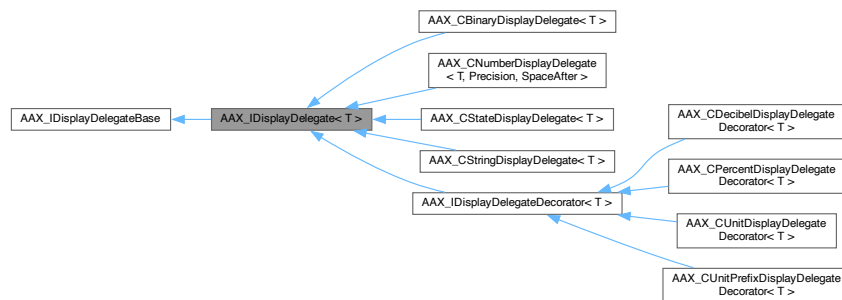 AAX_CBinaryDisplayDelegate< T >
AAX_CNumberDisplayDelegate
< T, Precision, SpaceAfter >
AAX_IDisplayDelegateBase
AAX_IDisplayDelegate< T >
AAX_CStateDisplayDelegate< T >
AAX_CStringDisplayDelegate< T >
AAX_IDisplayDelegateDecorator< T >
AAX_CDecibelDisplayDelegate
Decorator< T >
AAX_CPercentDisplayDelegate
Decorator< T >
AAX_CUnitDisplayDelegate
Decorator< T >
AAX_CUnitPrefixDisplayDelegate
Decorator< T >